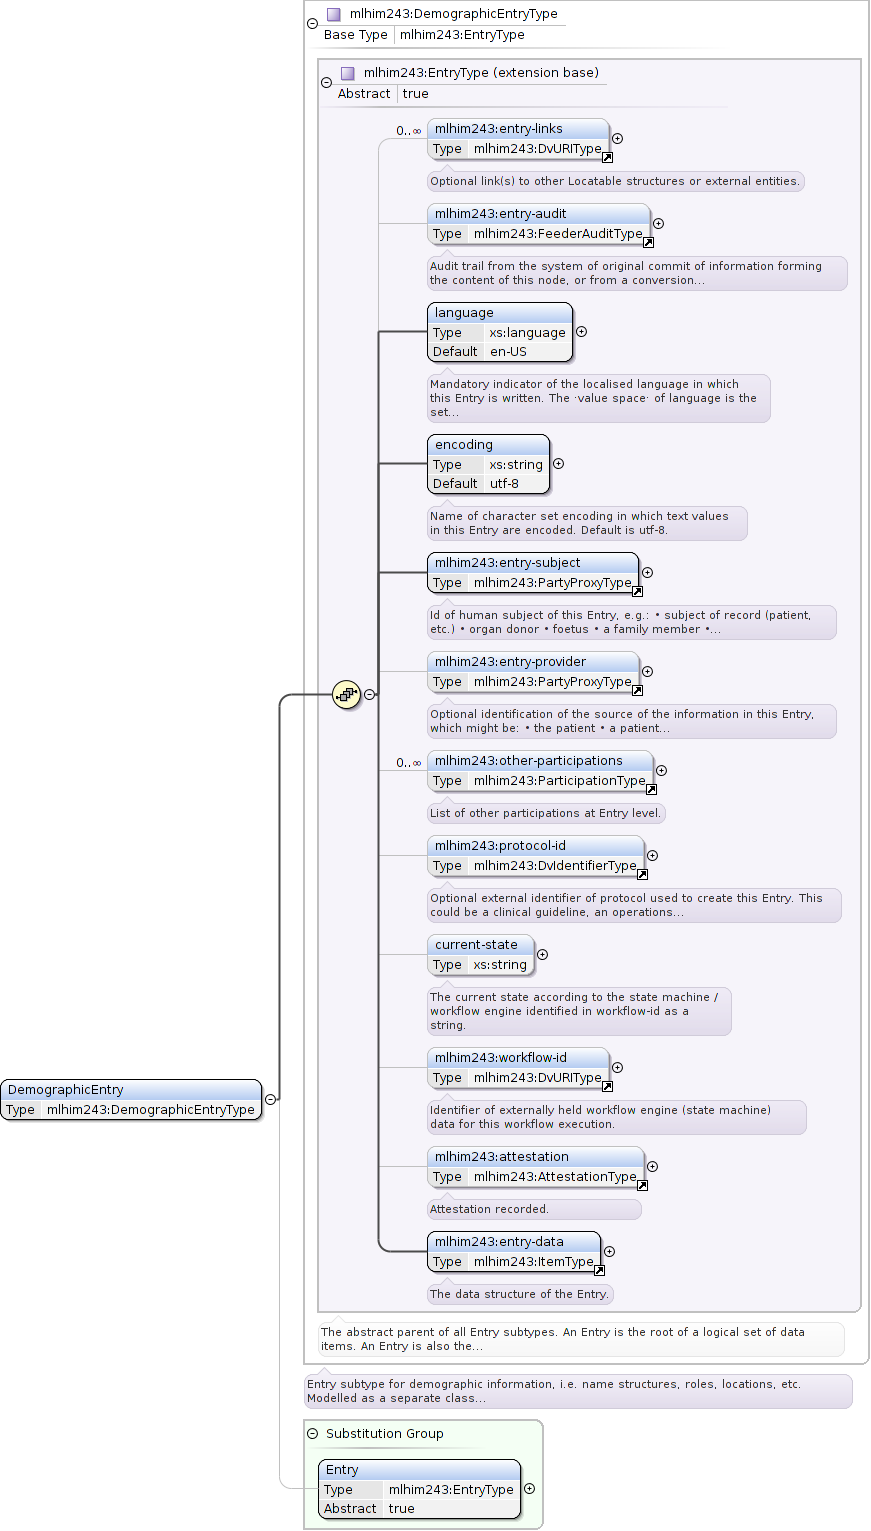 mlhim243:DemographicEntryType
Base Type mlhim243:EntryType
mlhim243:EntryType (extension base)
Abstract true
0..∞
mlhim243:entry-links
Type mlhim243:DvURIType
Optional link(s) to other Locatable structures or external entities.
mlhim243:entry-audit
Type mlhim243:FeederAuditType
Audit trail from the system of original commit of information forming
the content of this node, or from a conversion...
language
Type xs:language
Default en-US
Mandatory indicator of the localised language in which
this Entry is written. The ·value space· of language is the
set...
encoding
Type xs:string
Default utf-8
Name of character set encoding in which text values
in this Entry are encoded. Default is utf-8.
mlhim243:entry-subject
Type mlhim243:PartyProxyType
Id of human subject of this Entry, e.g.: • subject of record (patient,
etc.) • organ donor • foetus • a family member •...
mlhim243:entry-provider
Type mlhim243:PartyProxyType
Optional identification of the source of the information in this Entry,
which might be: • the patient • a patient...
0..∞
mlhim243:other-participations
Type mlhim243:ParticipationType
List of other participations at Entry level.
mlhim243:protocol-id
Type mlhim243:DvIdentifierType
Optional external identifier of protocol used to create this Entry. This
could be a clinical guideline, an operations...
current-state
Type xs:string
The current state according to the state machine /
workflow engine identified in workflow-id as a
string.
mlhim243:workflow-id
Type mlhim243:DvURIType
Identifier of externally held workflow engine (state machine)
data for this workflow execution.
DemographicEntry
Type mlhim243:DemographicEntryType
mlhim243:attestation
Type mlhim243:AttestationType
Attestation recorded.
mlhim243:entry-data
Type mlhim243:ItemType
The data structure of the Entry.
The abstract parent of all Entry subtypes. An Entry is the root of a logical set of data
items. An Entry is also the...
Entry subtype for demographic information, i.e. name structures, roles, locations, etc.
Modelled as a separate class...
Substitution Group
Entry
Type mlhim243:EntryType
Abstract true